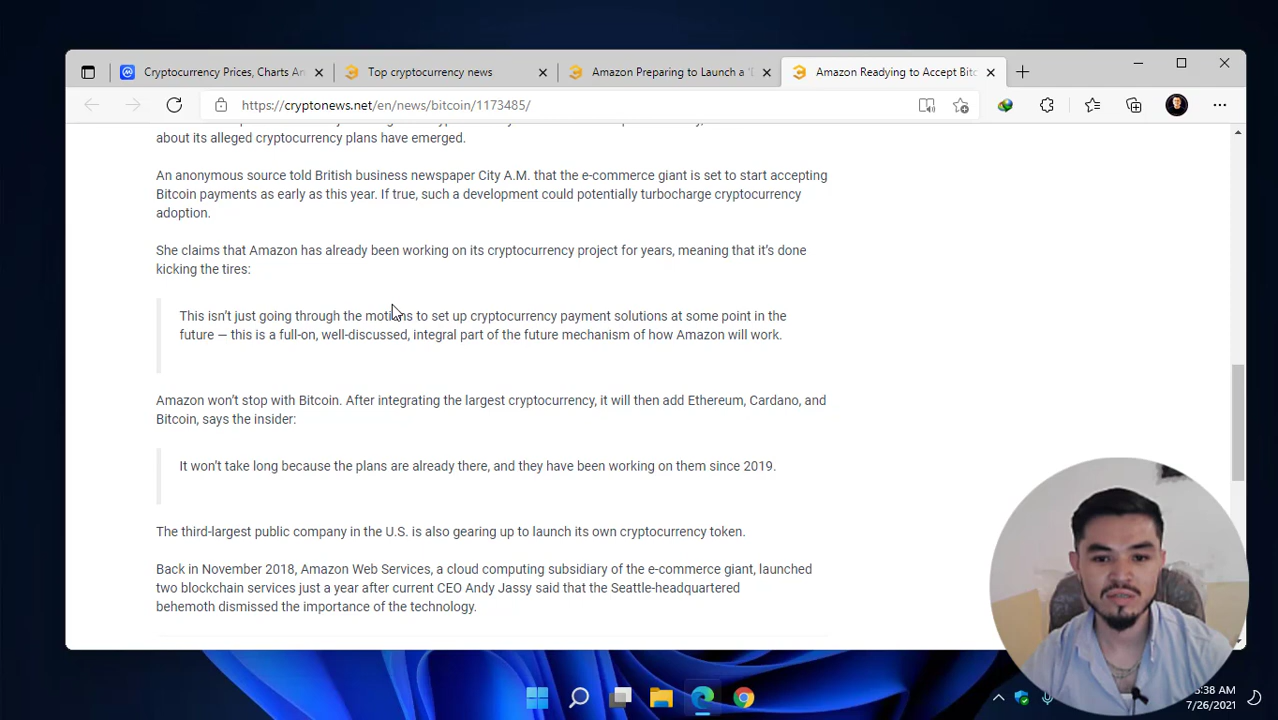 Cryptocurrency Prices, Charts An
Top cryptocurrency news
Amazon Preparing to Launch a
Amazon Readying to Accept Bitc
https://cryptonews.net/en/news/bitcoin/1173485/
about its alleged cryptocurrency plans have emerged.
An anonymous source told British business newspaper City A.M. that the e-commerce giant is set to start accepting
Bitcoin payments as early as this year. If true, such a development could potentially turbocharge cryptocurrency
adoption.
She claims that Amazon has already been working on its cryptocurrency project for years, meaning that it's done
kicking the tires:
This isn't just going through the motions to set up cryptocurrency payment solutions at some point in the
future — this is a full-on, well-discussed, integral part of the future mechanism of how Amazon will work.
Amazon won't stop with Bitcoin. After integrating the largest cryptocurrency, it will then add Ethereum, Cardano, and
Bitcoin, says the insider:
It won't take long because the plans are already there, and they have been working on them since 2019.
The third-largest public company in the U.S. is also gearing up to launch its own cryptocurrency token.
Back in November 2018, Amazon Web Services, a cloud computing subsidiary of the e-commerce giant, launched
two blockchain services just a year after current CEO Andy Jassy said that the Seattle-headquartered
behemoth dismissed the importance of the technology.
:38 AM
7/26/2021